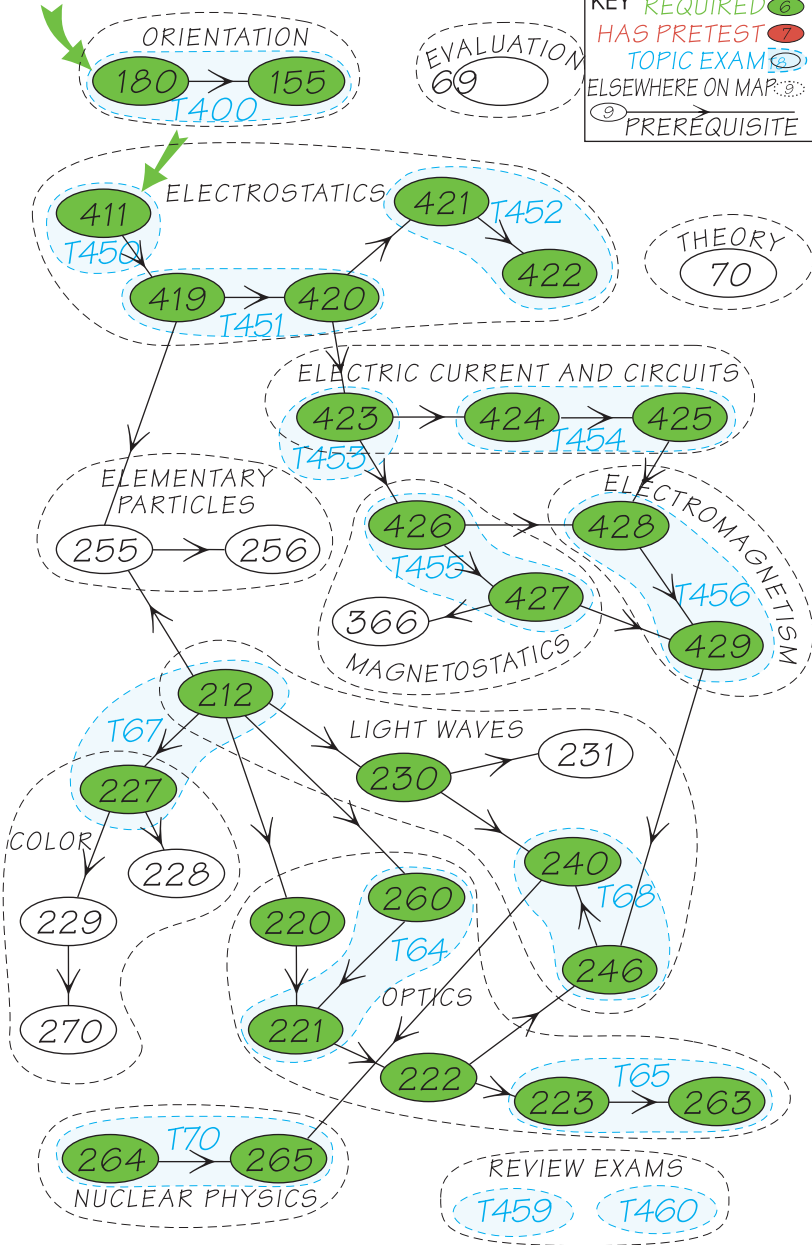 KEY REQUIRED 6
HAS PRETEST 7
TOPIC EXAM 8
ELSEWHERE ON MAP 9
9
PREREQUISITE
ORIENTATION
180 155
T400
EVALUATION
69
ELECTROSTATICS
411
T450
421
T452
422
419 420
T451
THEORY
70
ELECTRIC CURRENT AND CIRCUITS
423 424 425
T453
T454
ELEMENTARY
PARTICLES
255 256
ELECTROMAGNETISM
426 428
T455
427
T456
366
429
MAGNETOSTATICS
212
T67
LIGHT WAVES
230 231
227
COLOR
228
229
270
240
T68
246
260
220
T64
OPTICS
221
222
T65
223 263
T70
264 265
NUCLEAR PHYSICS
REVIEW EXAMS
T459 T460